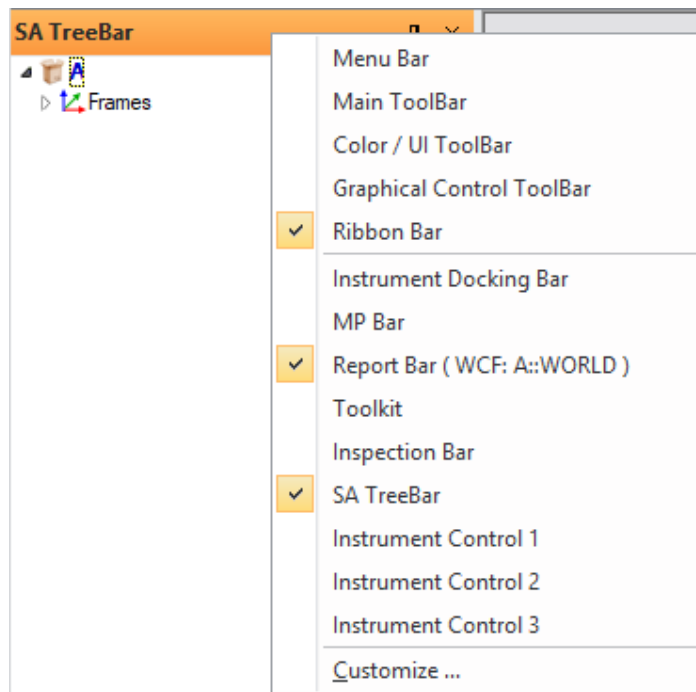 SA TreeBar
A
Frames
Menu Bar
Main ToolBar
Color / UI ToolBar
Graphical Control ToolBar
Ribbon Bar
Instrument Docking Bar
MP Bar
Report Bar ( WCF: A::WORLD )
Toolkit
Inspection Bar
SA TreeBar
Instrument Control 1
Instrument Control 2
Instrument Control 3
Customize ...